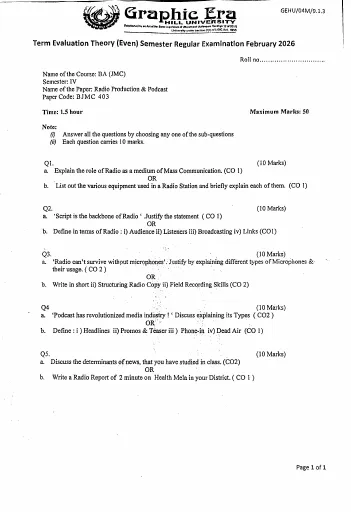 GEHU/04M/9.1.3
Graphic Era
HILL UNIVERSITY
Term Evaluation Theory (Even) Semester Regular Examination February 2026
Roll no..............................
Name of the Course: BA (JMC)
Semester: IV
Name of the Paper: Radio Production & Podcast
Paper Code: BJMC 403
Time: 1.5 hour Maximum Marks: 50
Note:
(i) Answer all the questions by choosing any one of the sub-questions
(ii) Each question carries 10 marks.
Q1. (10 Marks)
a. Explain the role of Radio as a medium of Mass Communication. (CO 1)
OR
b. List out the various equipment used in a Radio Station and briefly explain each of them. (CO 1)
Q2. (10 Marks)
a. 'Script is the backbone of Radio ' .Justify the statement ( CO 1)
OR
b. Define in terms of Radio : i) Audience ii) Listeners iii) Broadcasting iv) Links (CO1)
Q3. (10 Marks)
a. 'Radio can't survive without microphones'. Justify by explaining different types of Microphones &
their usage. ( CO 2 )
OR
b. Write in short ii) Structuring Radio Copy ii) Field Recording Skills (CO 2)
Q4 (10 Marks)
a. 'Podcast has revolutionized media industry ! ' Discuss explaining its Types ( CO2 )
OR
b. Define : i ) Headlines ii) Promos & Teaser iii ) Phone-in iv) Dead Air (CO 1)
Q5. (10 Marks)
a. Discuss the determinants of news, that you have studied in class. (CO2)
OR
b. Write a Radio Report of 2 minute on Health Mela in your District. ( CO 1 )
Page 1 of 1